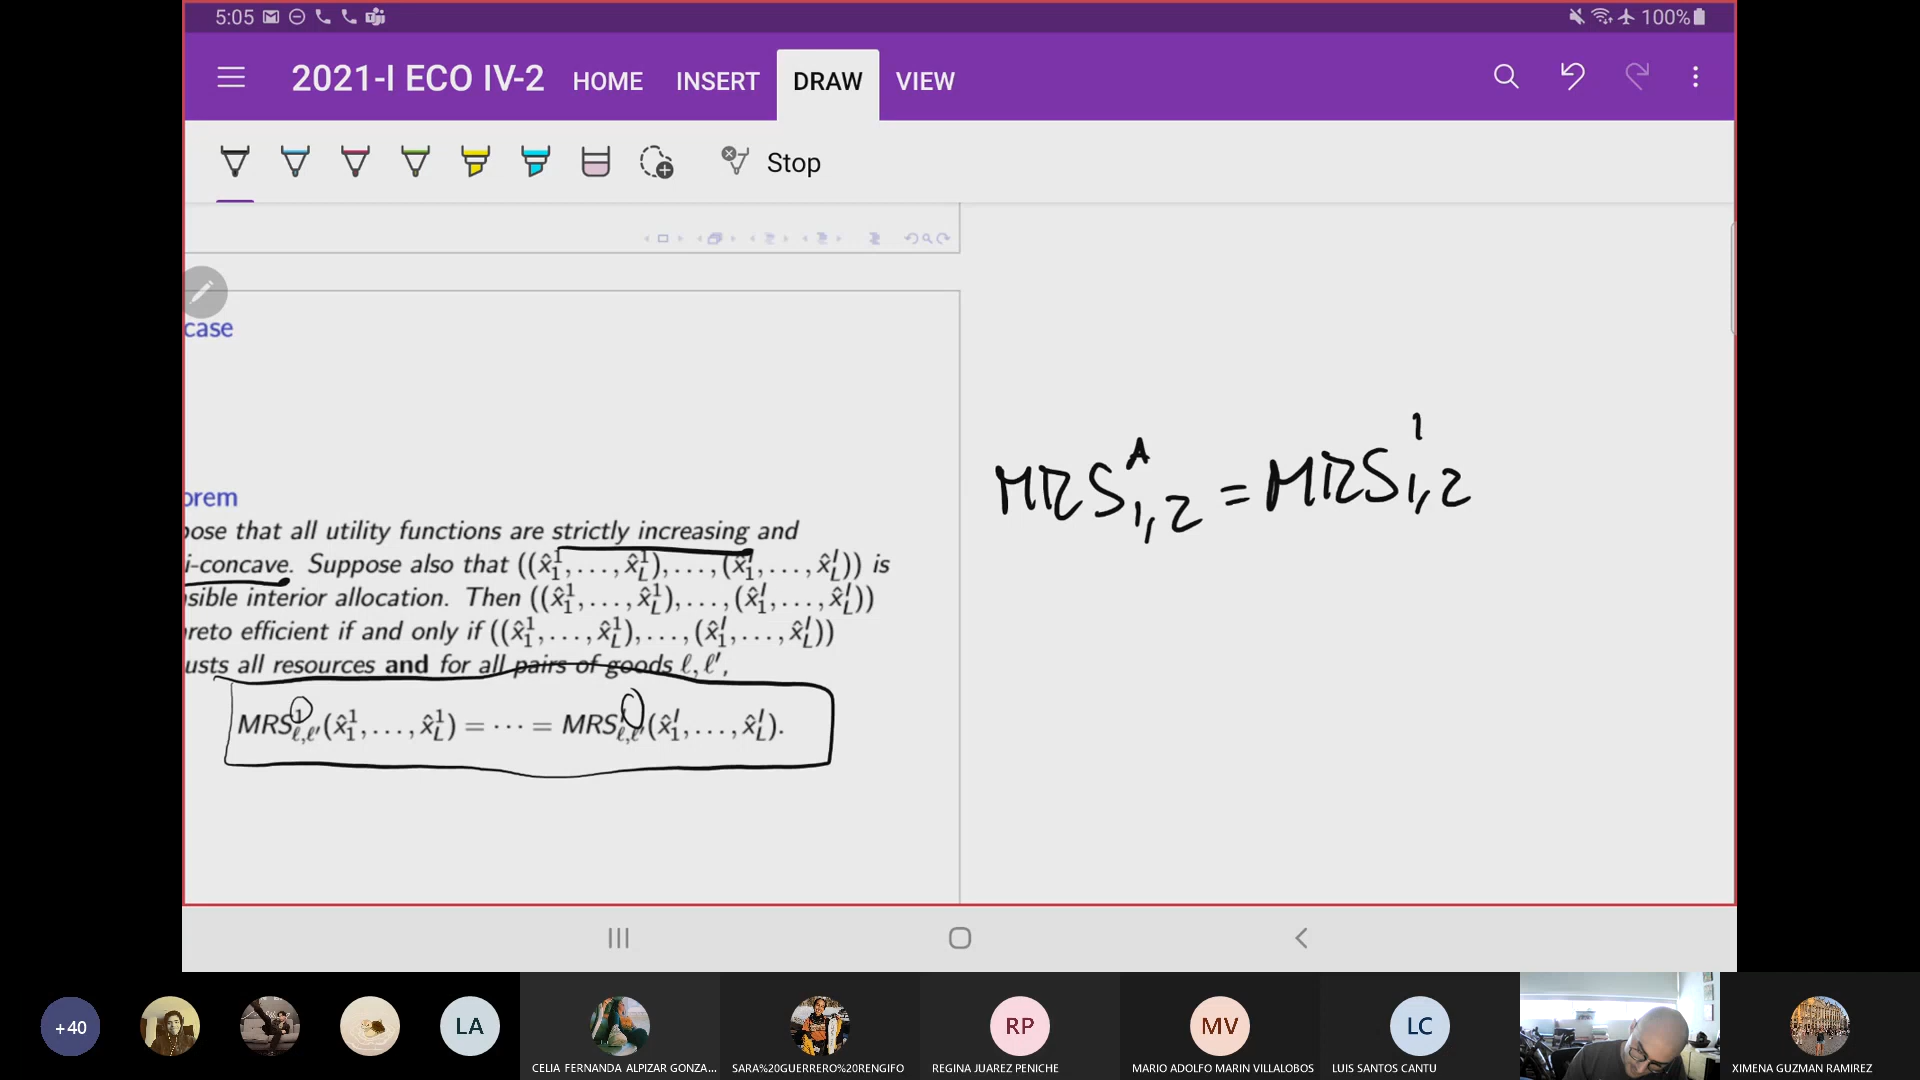 5:05 100%
2021-I ECO IV-2 HOME INSERT DRAW VIEW
Stop
case
orem
pose that all utility functions are strictly increasing and
i-concave. Suppose also that ((x̂₁¹, . . . , x̂_L¹), . . . , (x̂₁ᴵ, . . . , x̂_Lᴵ)) is
sible interior allocation. Then ((x̂₁¹, . . . , x̂_L¹), . . . , (x̂₁ᴵ, . . . , x̂_Lᴵ))
reto efficient if and only if ((x̂₁¹, . . . , x̂_L¹), . . . , (x̂₁ᴵ, . . . , x̂_Lᴵ))
usts all resources and for all pairs of goods ℓ, ℓ′,
MRS¹_ℓ,ℓ′(x̂₁¹, . . . , x̂_L¹) = · · · = MRSᴵ_ℓ,ℓ′(x̂₁ᴵ, . . . , x̂_Lᴵ).
MRS^A_1,2 = MRS^1_1,2
+40
LA
CELIA FERNANDA ALPIZAR GONZA...
SARA%20GUERRERO%20RENGIFO
RP
REGINA JUAREZ PENICHE
MV
MARIO ADOLFO MARIN VILLALOBOS
LC
LUIS SANTOS CANTU
XIMENA GUZMAN RAMIREZ